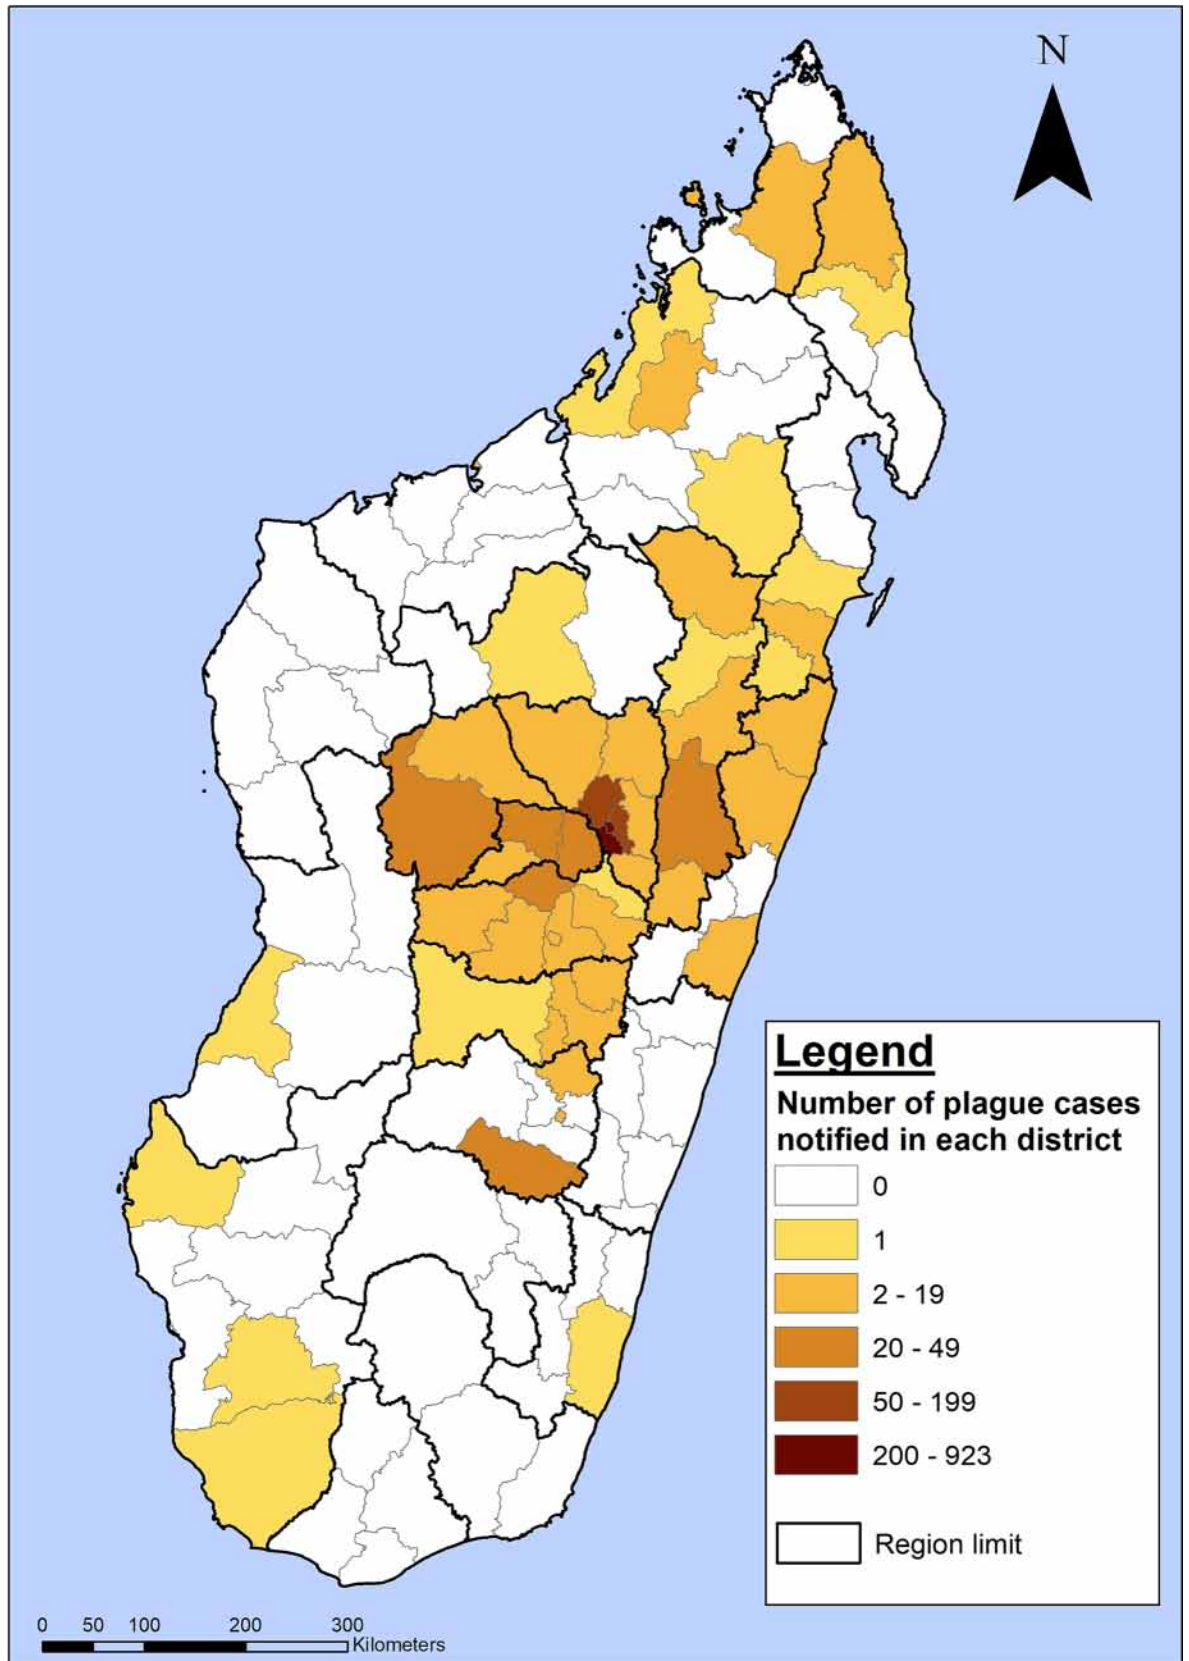 N
Legend
Number of plague cases
notified in each district
0
1
2 - 19
20 - 49
50 - 199
200 - 923
Region limit
0 50 100 200 300
Kilometers